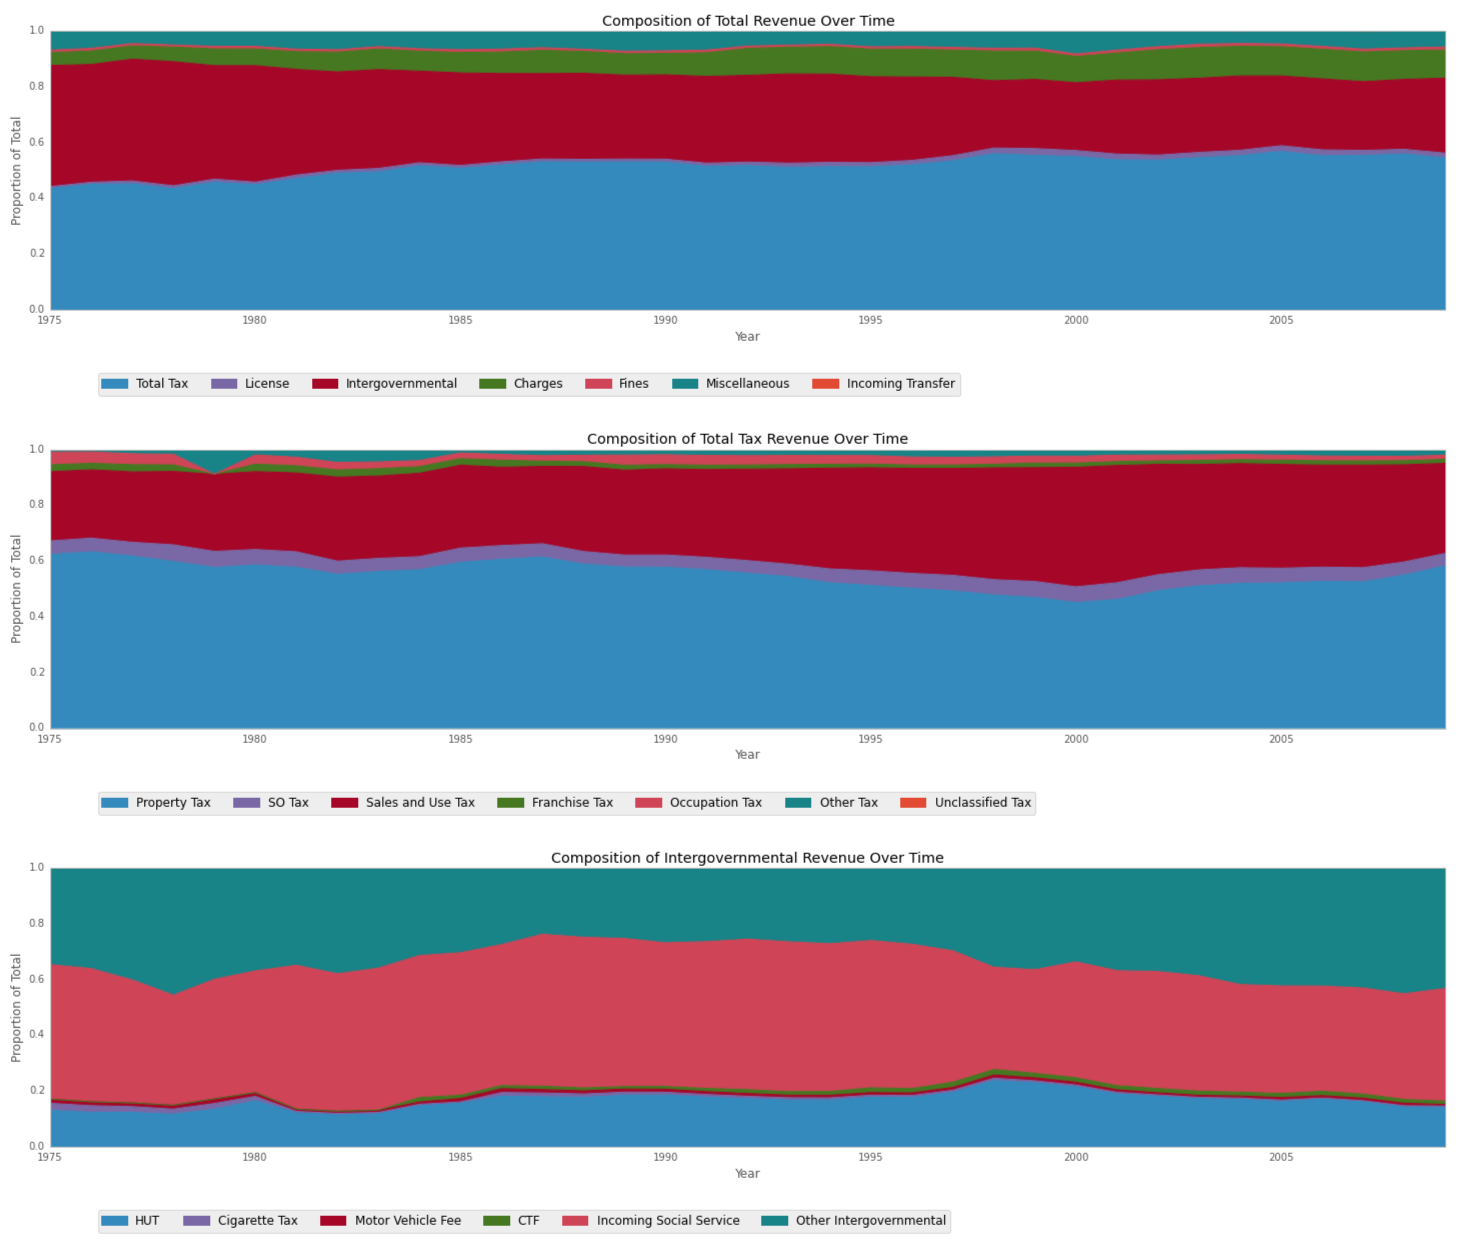 Composition of Total Revenue Over Time
1.0
0.8
0.6
0.4
0.2
0.0
Proportion of Total
1975 1980 1985 1990 1995 2000 2005
Year
Total Tax License Intergovernmental Charges Fines Miscellaneous Incoming Transfer
Composition of Total Tax Revenue Over Time
1.0
0.8
0.6
0.4
0.2
0.0
Proportion of Total
1975 1980 1985 1990 1995 2000 2005
Year
Property Tax SO Tax Sales and Use Tax Franchise Tax Occupation Tax Other Tax Unclassified Tax
Composition of Intergovernmental Revenue Over Time
1.0
0.8
0.6
0.4
0.2
0.0
Proportion of Total
1975 1980 1985 1990 1995 2000 2005
Year
HUT Cigarette Tax Motor Vehicle Fee CTF Incoming Social Service Other Intergovernmental